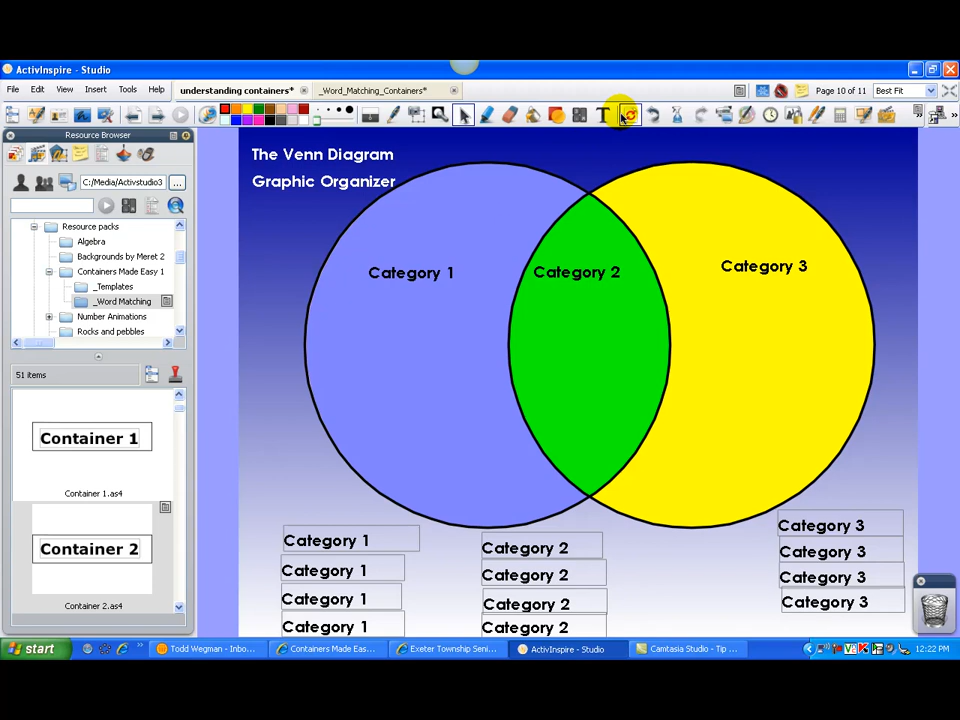 ActivInspire - Studio
File Edit View Insert Tools Help
understanding containers*
_Word_Matching_Containers*
Page 10 of 11
Best Fit
Resource Browser
C:/Media/Activstudio3
...
Resource packs
Algebra
Backgrounds by Meret 2
Containers Made Easy 1
_Templates
_Word Matching
Number Animations
Rocks and pebbles
51 items
Container 1
Container 1.as4
Container 2
Container 2.as4
The Venn Diagram
Graphic Organizer
Category 1
Category 2
Category 3
Category 1
Category 1
Category 1
Category 1
Category 2
Category 2
Category 2
Category 2
Category 3
Category 3
Category 3
Category 3
start
Todd Wegman - Inbo...
Containers Made Eas...
Exeter Township Seni...
ActivInspire - Studio
Camtasia Studio - Tip ...
12:22 PM